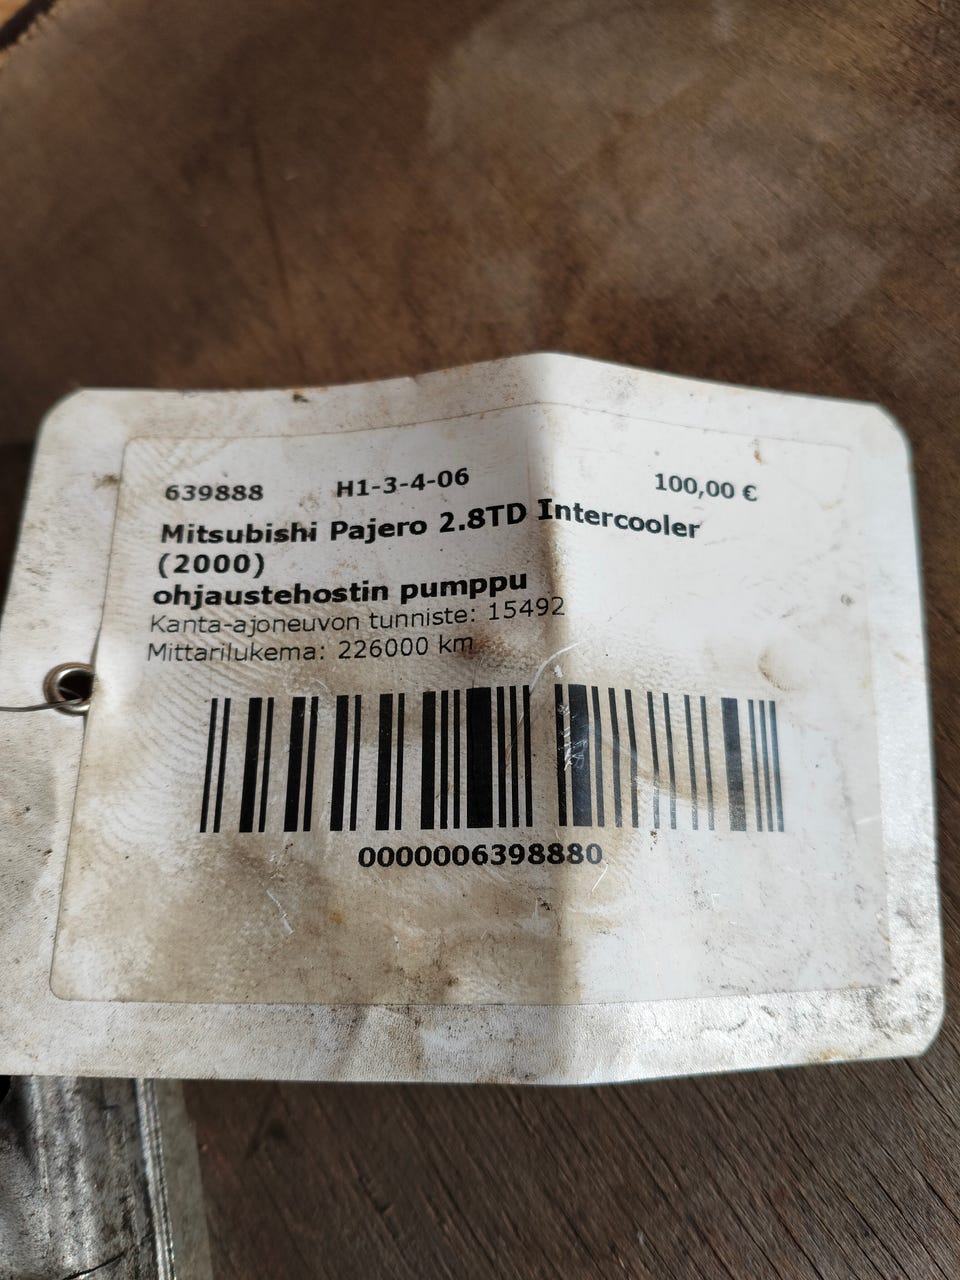 639888 H1-3-4-06 100,00 €
Mitsubishi Pajero 2.8TD Intercooler
(2000)
ohjaustehostin pumppu
Kanta-ajoneuvon tunniste: 15492
Mittarilukema: 226000 km
0000006398880